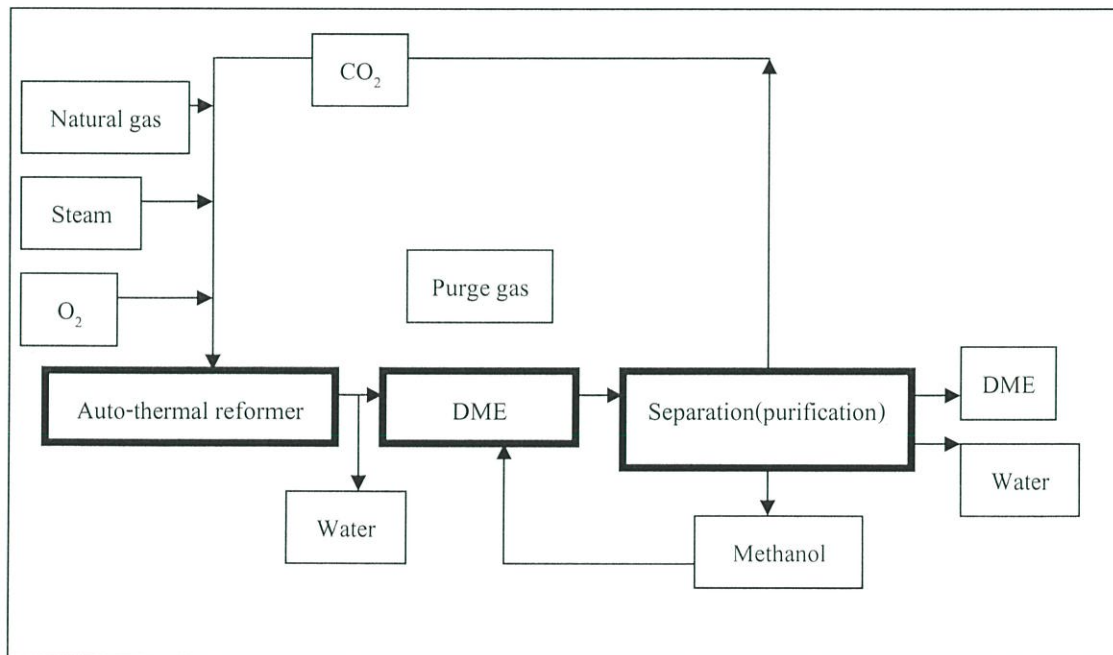 CO₂
Natural gas
Steam
O₂
Purge gas
Auto-thermal reformer
DME
Separation(purification)
DME
Water
Water
Methanol